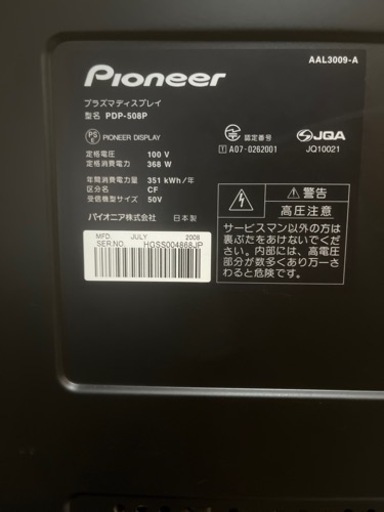 AAL3009-A
Pioneer
プラズマディスプレイ
型名 PDP-508P
PS E PIONEER DISPLAY
認定番号
T A07-0262001
JQA
JQ10021
定格電圧 100 V
定格消費電力 368 W
年間消費電力量 351 kWh/年
区分名 CF
受信機型サイズ 50V
パイオニア株式会社 日本製
MFD. JULY 2008
SER.NO. HGSS004868JP
警告
高圧注意
サービスマン以外の方は
裏ぶたをあけないでくださ
い。内部には、高電圧
部分が数多くあり万一さ
わると危険です。